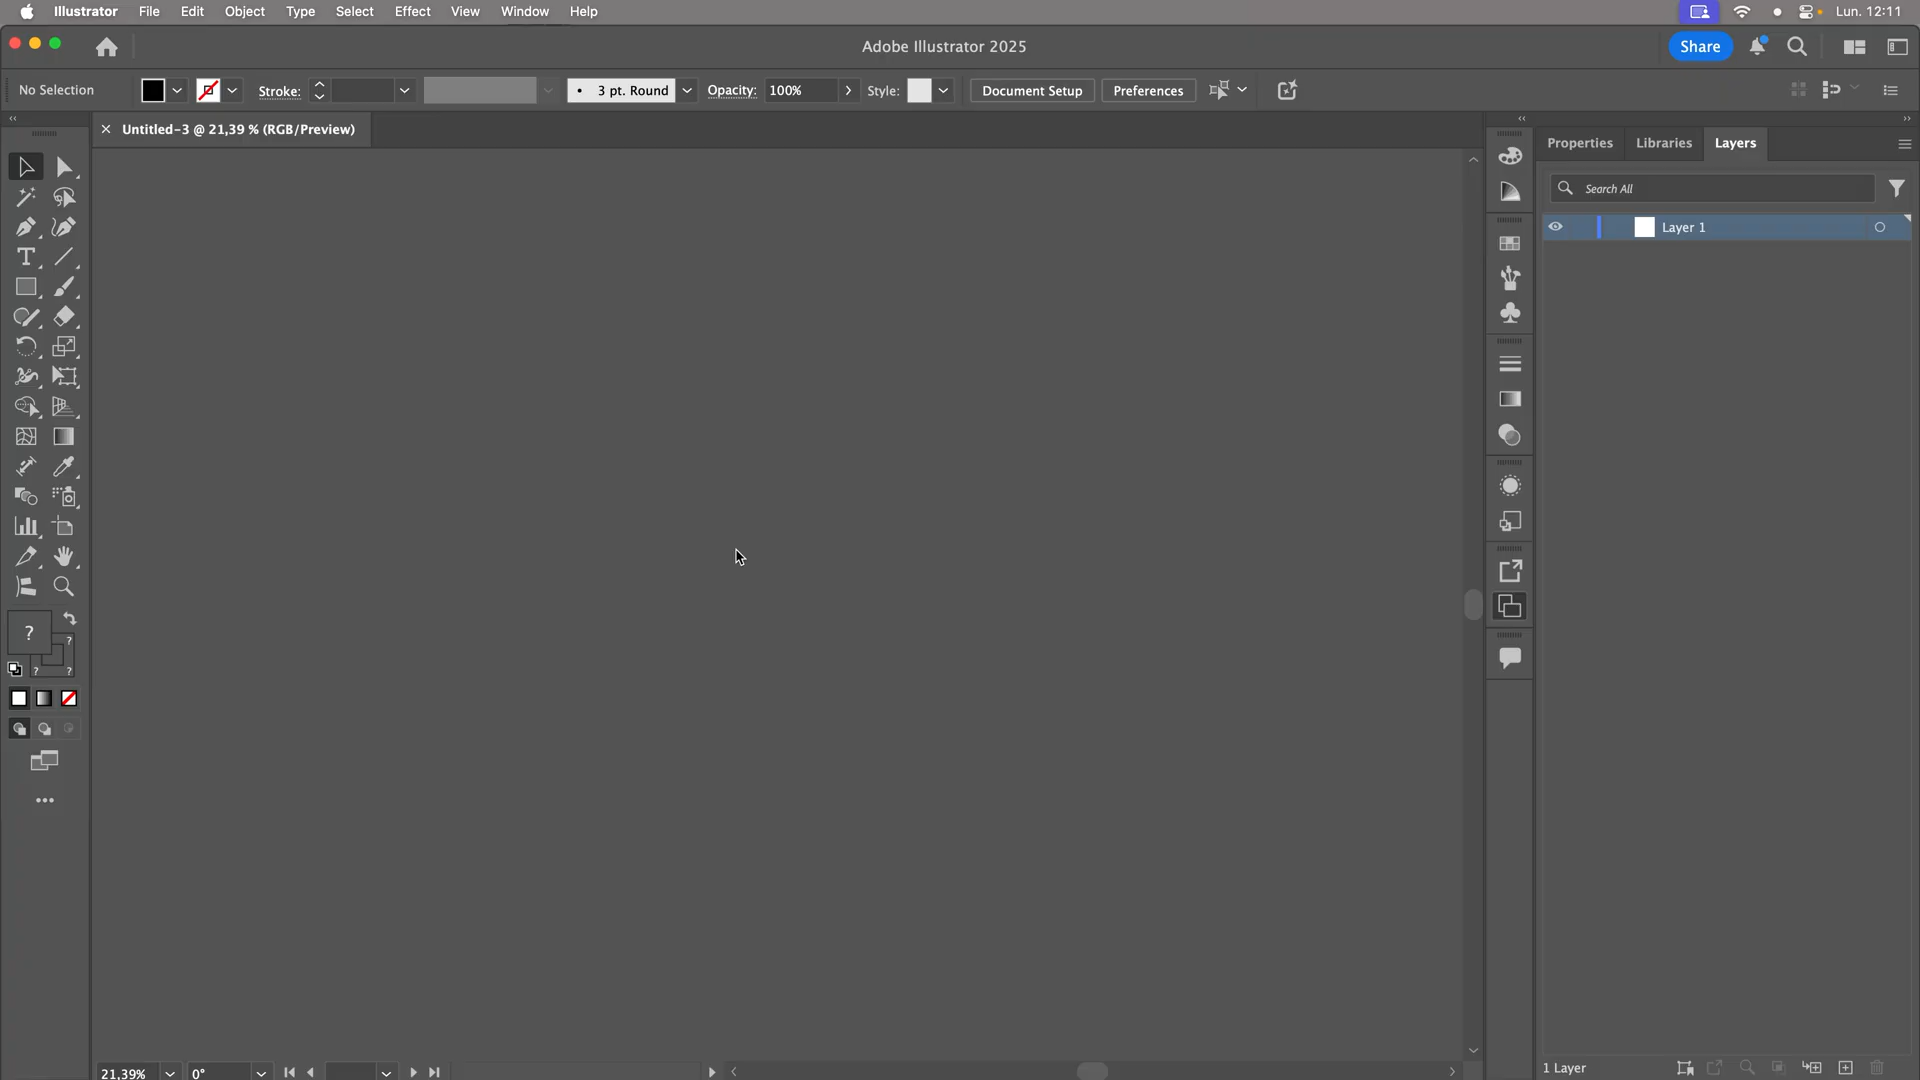 Illustrator File Edit Object Type Select Effect View Window Help Lun. 12:11
Adobe Illustrator 2025 Share
No Selection Stroke: 3 pt. Round Opacity: 100% Style: Document Setup Preferences
Untitled-3 @ 21,39 % (RGB/Preview)
Properties Libraries Layers
Search All
Layer 1
T
?
?
? ?
21,39% 0°
1 Layer